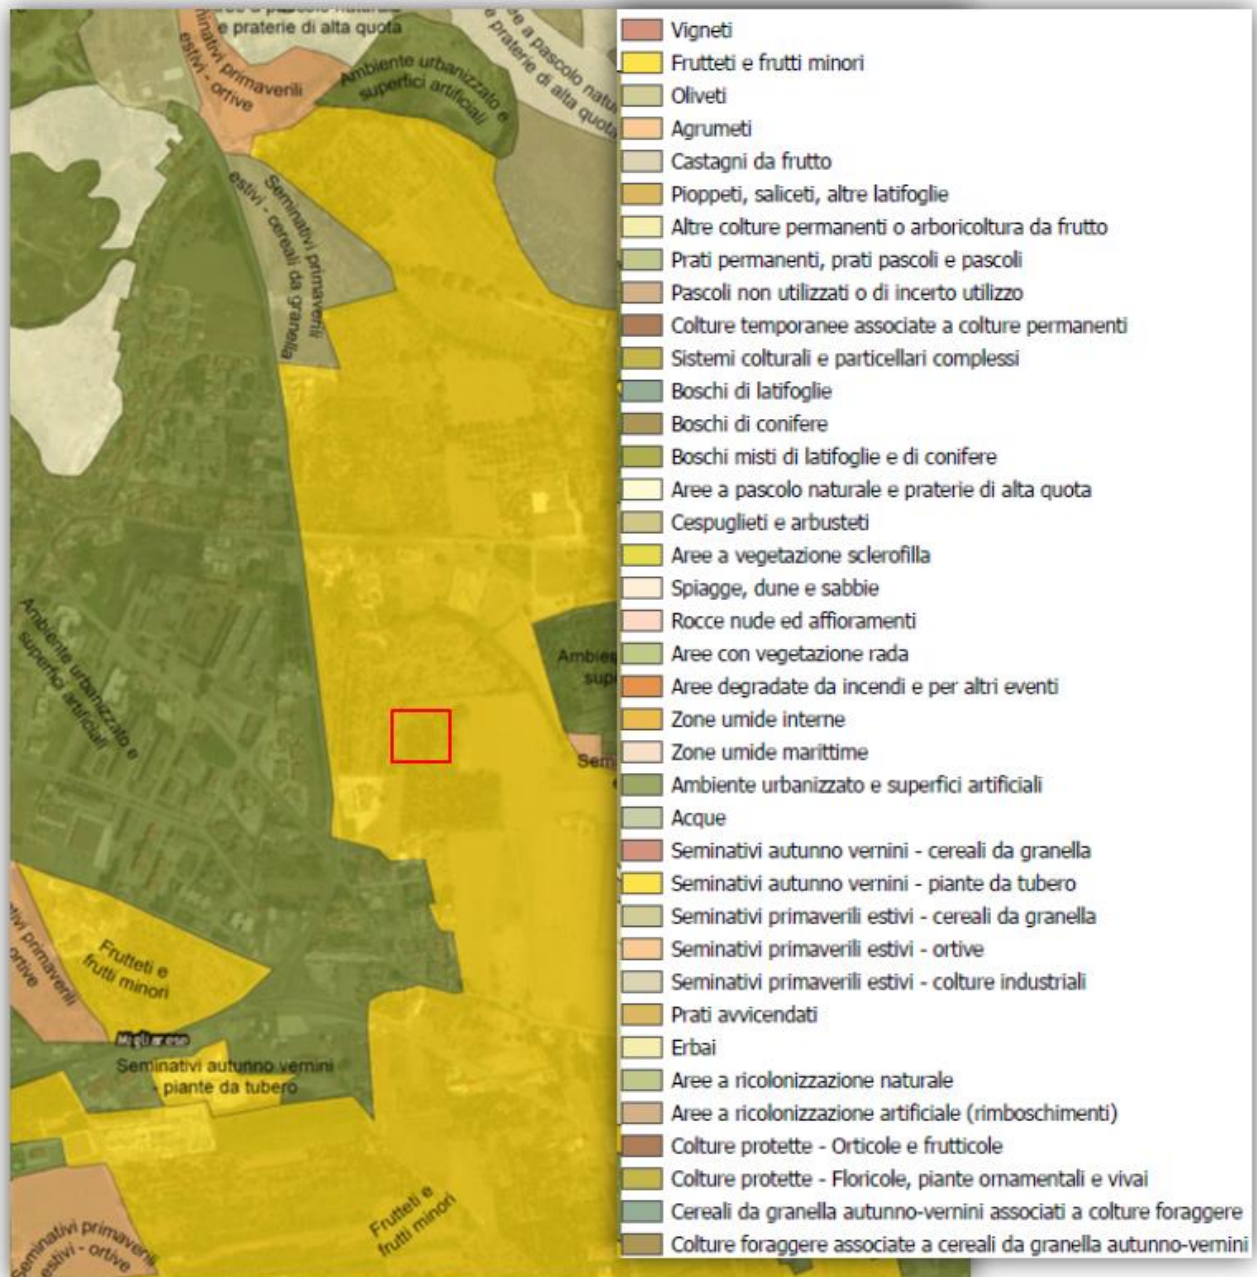 e praterie di alta quota
Seminativi primaverili
estivi - ortive
Ambiente urbanizzato e
superfici artificiali
e a pascolo natu
praterie di alta quota
Seminativi primaverili
estivi - cereali da granella
Ambiente urbanizzato e
superfici artificiali
Ambien
sup
Sem
Frutteti e
frutti minori
tivi primaverili
ortive
Migliarese
Seminativi autunno vernini
- piante da tubero
Frutteti e
frutti minori
Seminativi primaverili
estivi - ortive
Vigneti
Frutteti e frutti minori
Oliveti
Agrumeti
Castagni da frutto
Pioppeti, saliceti, altre latifoglie
Altre colture permanenti o arboricoltura da frutto
Prati permanenti, prati pascoli e pascoli
Pascoli non utilizzati o di incerto utilizzo
Colture temporanee associate a colture permanenti
Sistemi colturali e particellari complessi
Boschi di latifoglie
Boschi di conifere
Boschi misti di latifoglie e di conifere
Aree a pascolo naturale e praterie di alta quota
Cespuglieti e arbusteti
Aree a vegetazione sclerofilla
Spiagge, dune e sabbie
Rocce nude ed affioramenti
Aree con vegetazione rada
Aree degradate da incendi e per altri eventi
Zone umide interne
Zone umide marittime
Ambiente urbanizzato e superfici artificiali
Acque
Seminativi autunno vernini - cereali da granella
Seminativi autunno vernini - piante da tubero
Seminativi primaverili estivi - cereali da granella
Seminativi primaverili estivi - ortive
Seminativi primaverili estivi - colture industriali
Prati avvicendati
Erbai
Aree a ricolonizzazione naturale
Aree a ricolonizzazione artificiale (rimboschimenti)
Colture protette - Orticole e frutticole
Colture protette - Floricole, piante ornamentali e vivai
Cereali da granella autunno-vernini associati a colture foraggere
Colture foraggere associate a cereali da granella autunno-vernini